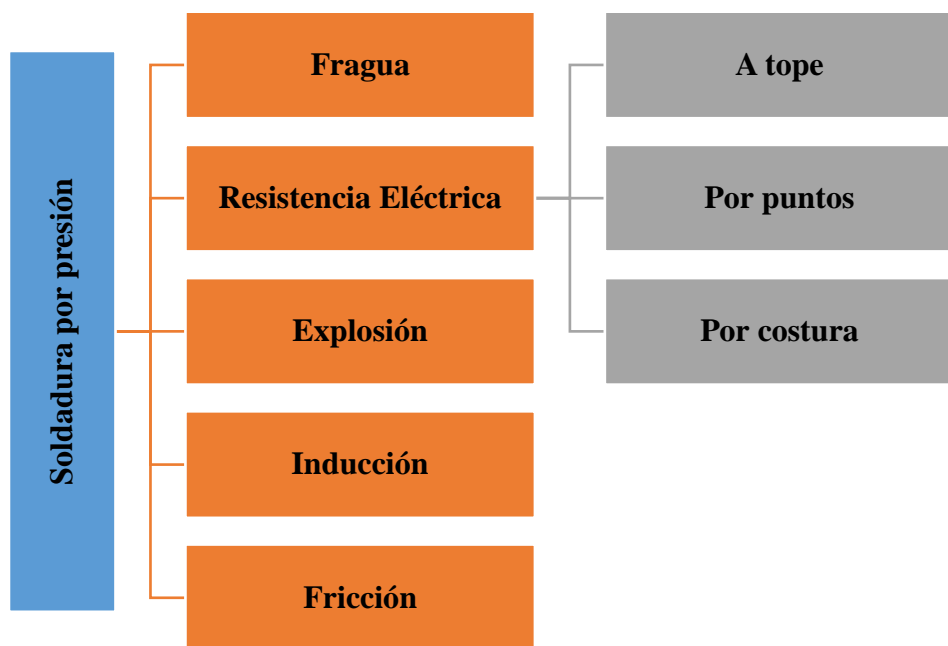 Soldadura por presión
Fragua
Resistencia Eléctrica
Explosión
Inducción
Fricción
A tope
Por puntos
Por costura